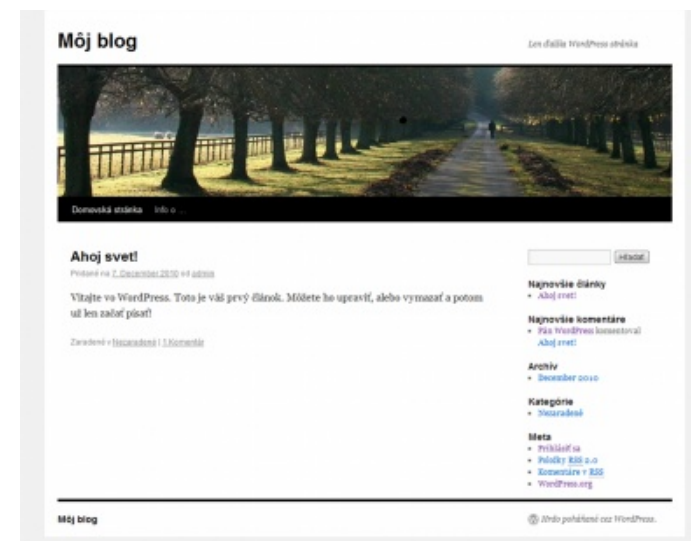 Môj blog
Len ďalšia WordPress stránka
Domovská stránka Info o ...
Ahoj svet!
Pridané na 7. December 2010 od admin
Vitajte vo WordPress. Toto je váš prvý článok. Môžete ho upraviť, alebo vymazať a potom
už len začať písať!
Zaradené v Nezaradené | 1 Komentár
Hľadať
Najnovšie články
Ahoj svet!
Najnovšie komentáre
Pán WordPress komentoval
Ahoj svet!
Archív
December 2010
Kategórie
Nezaradené
Meta
Prihlásiť sa
Položky RSS 2.0
Komentáre v RSS
WordPress.org
Môj blog
Hrdo poháňané cez WordPress.